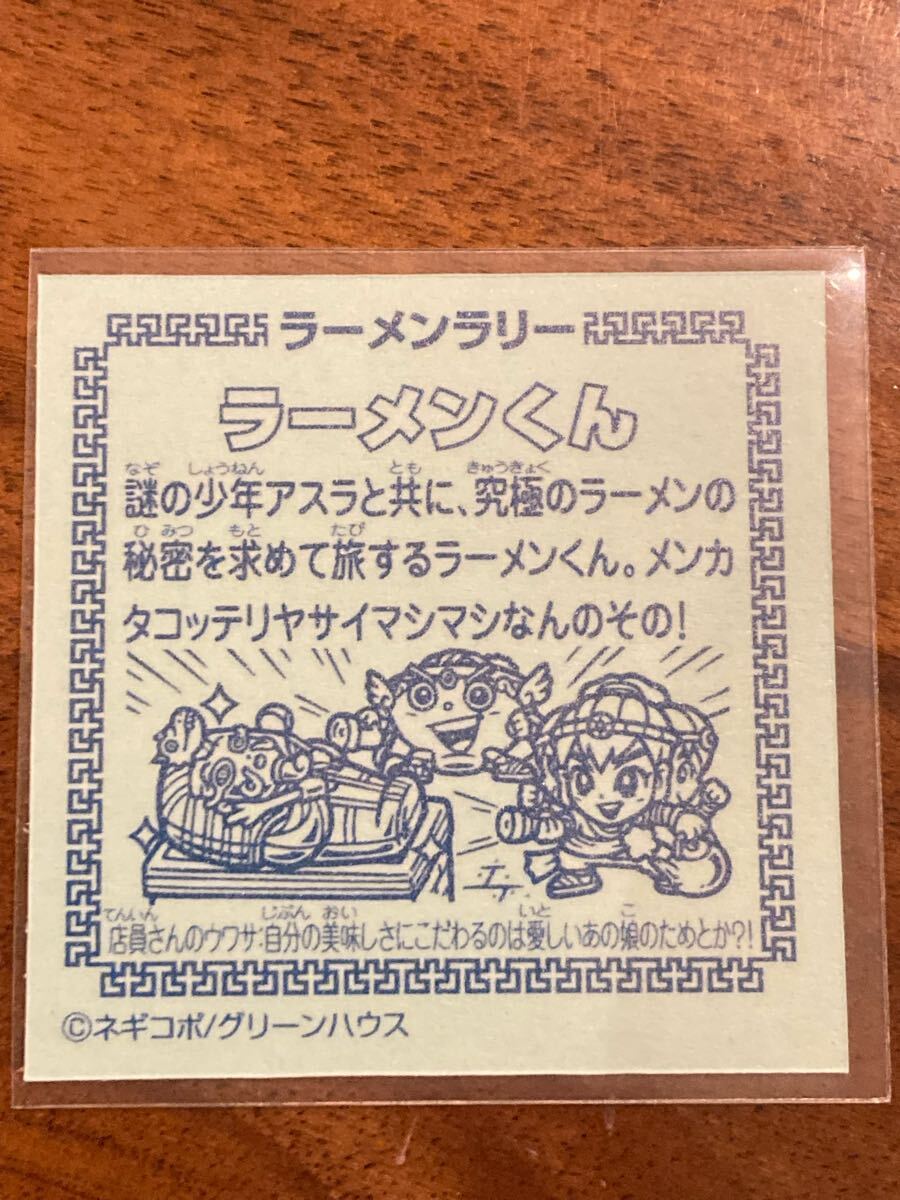 ラーメンラリー
ラーメンくん
なぞ しょうねん とも きゅうきょく
謎の少年アスラと共に、究極のラーメンの
ひみつ もと たび
秘密を求めて旅するラーメンくん。メンカ
タコッテリヤサイマシマシなんのその!
てんいん じぶん おい いと こ
店員さんのウワサ:自分の美味しさにこだわるのは愛しいあの娘のためとか?!
©ネギコポ/グリーンハウス